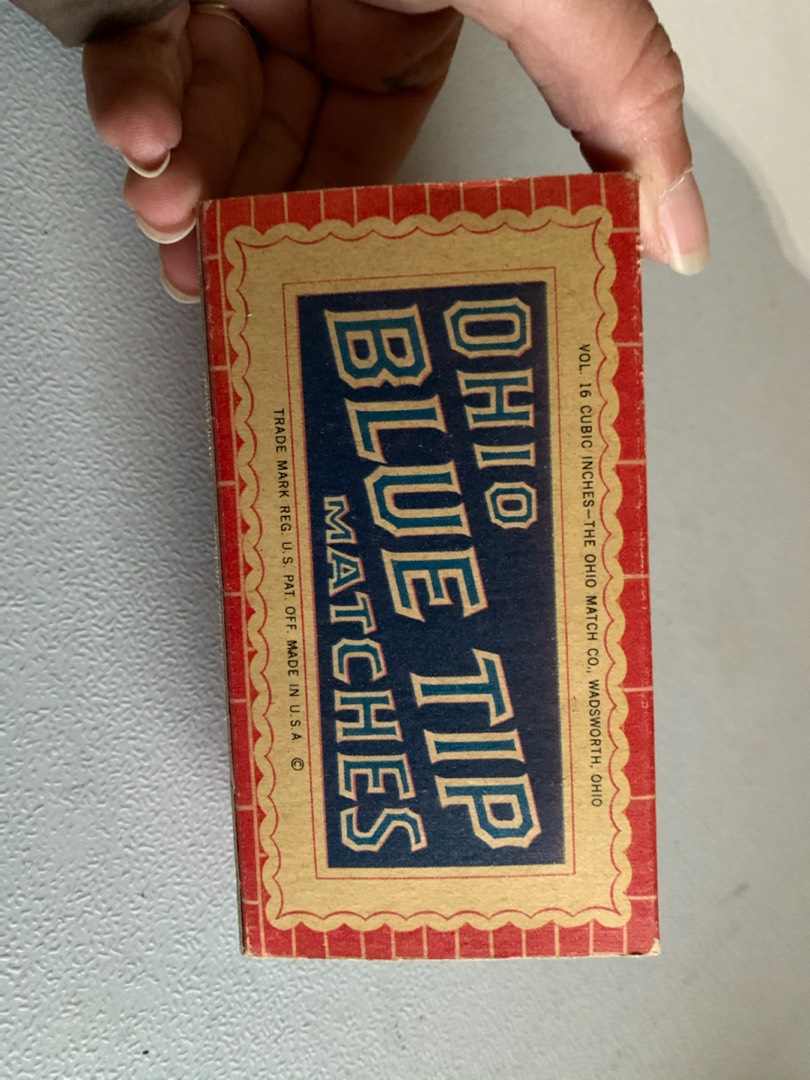 VOL. 16 CUBIC INCHES—THE OHIO MATCH CO., WADSWORTH, OHIO
OHIO
BLUE TIP
MATCHES
TRADE MARK REG. U.S. PAT. OFF. MADE IN U.S.A. ©